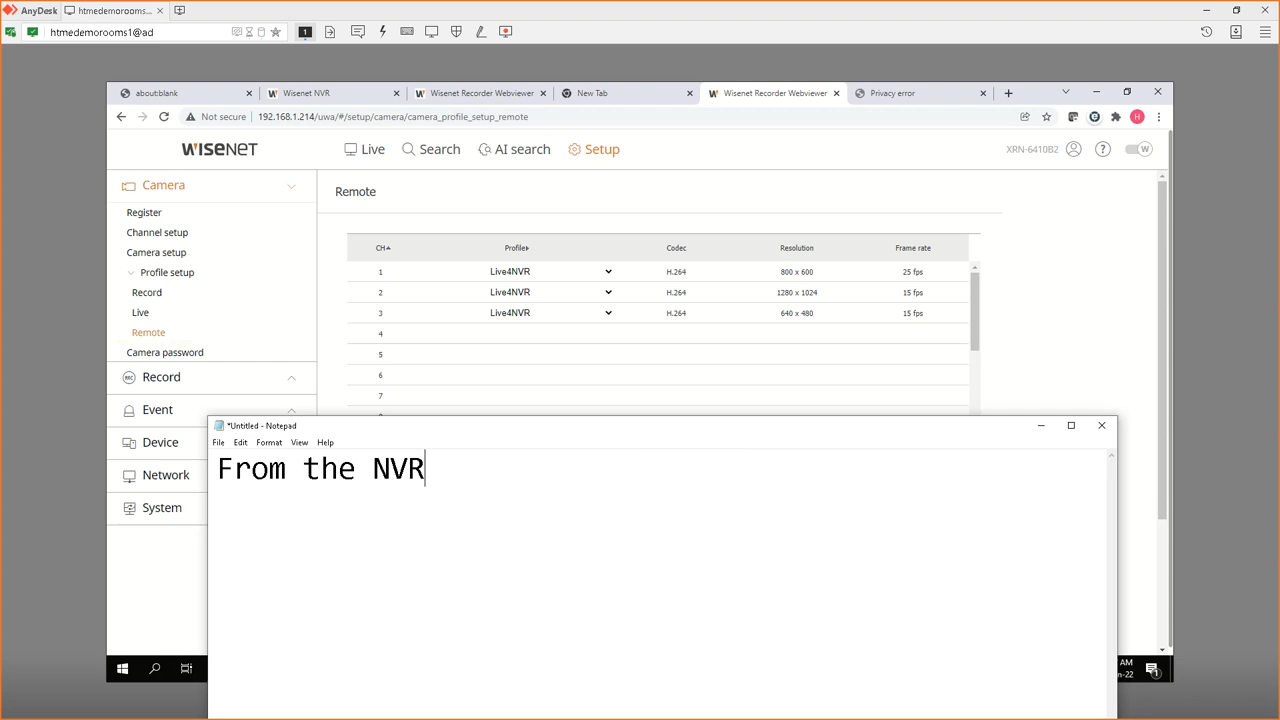 AnyDesk
htmedemorooms...
htmedemorooms1@ad
1
about:blank
Wisenet NVR
Wisenet Recorder Webviewer
New Tab
Wisenet Recorder Webviewer
Privacy error
Not secure
192.168.1.214/uwa/#/setup/camera/camera_profile_setup_remote
H
WISENET
Live
Search
AI search
Setup
XRN-6410B2
?
W
Camera
Register
Channel setup
Camera setup
Profile setup
Record
Live
Remote
Camera password
REC
Record
Event
Device
Network
System
Remote
CH Profile Codec Resolution Frame rate
1 Live4NVR H.264 800 x 600 25 fps
2 Live4NVR H.264 1280 x 1024 15 fps
3 Live4NVR H.264 640 x 480 15 fps
4
5
6
7
*Untitled - Notepad
File Edit Format View Help
From the NVR
AM
n-22
1